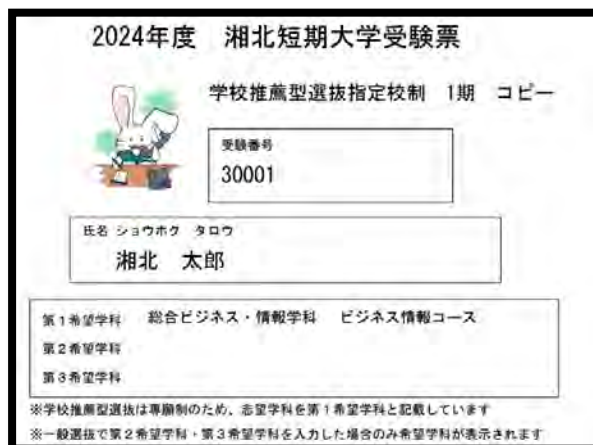 2024年度 湘北短期大学受験票
学校推薦型選抜指定校制 1期 コピー
受験番号
30001
氏名 ショウホク タロウ
湘北 太郎
第1希望学科 総合ビジネス・情報学科 ビジネス情報コース
第2希望学科
第3希望学科
※学校推薦型選抜は専願制のため、志望学科を第1希望学科と記載しています
※一般選抜で第2希望学科・第3希望学科を入力した場合のみ希望学科が表示されます